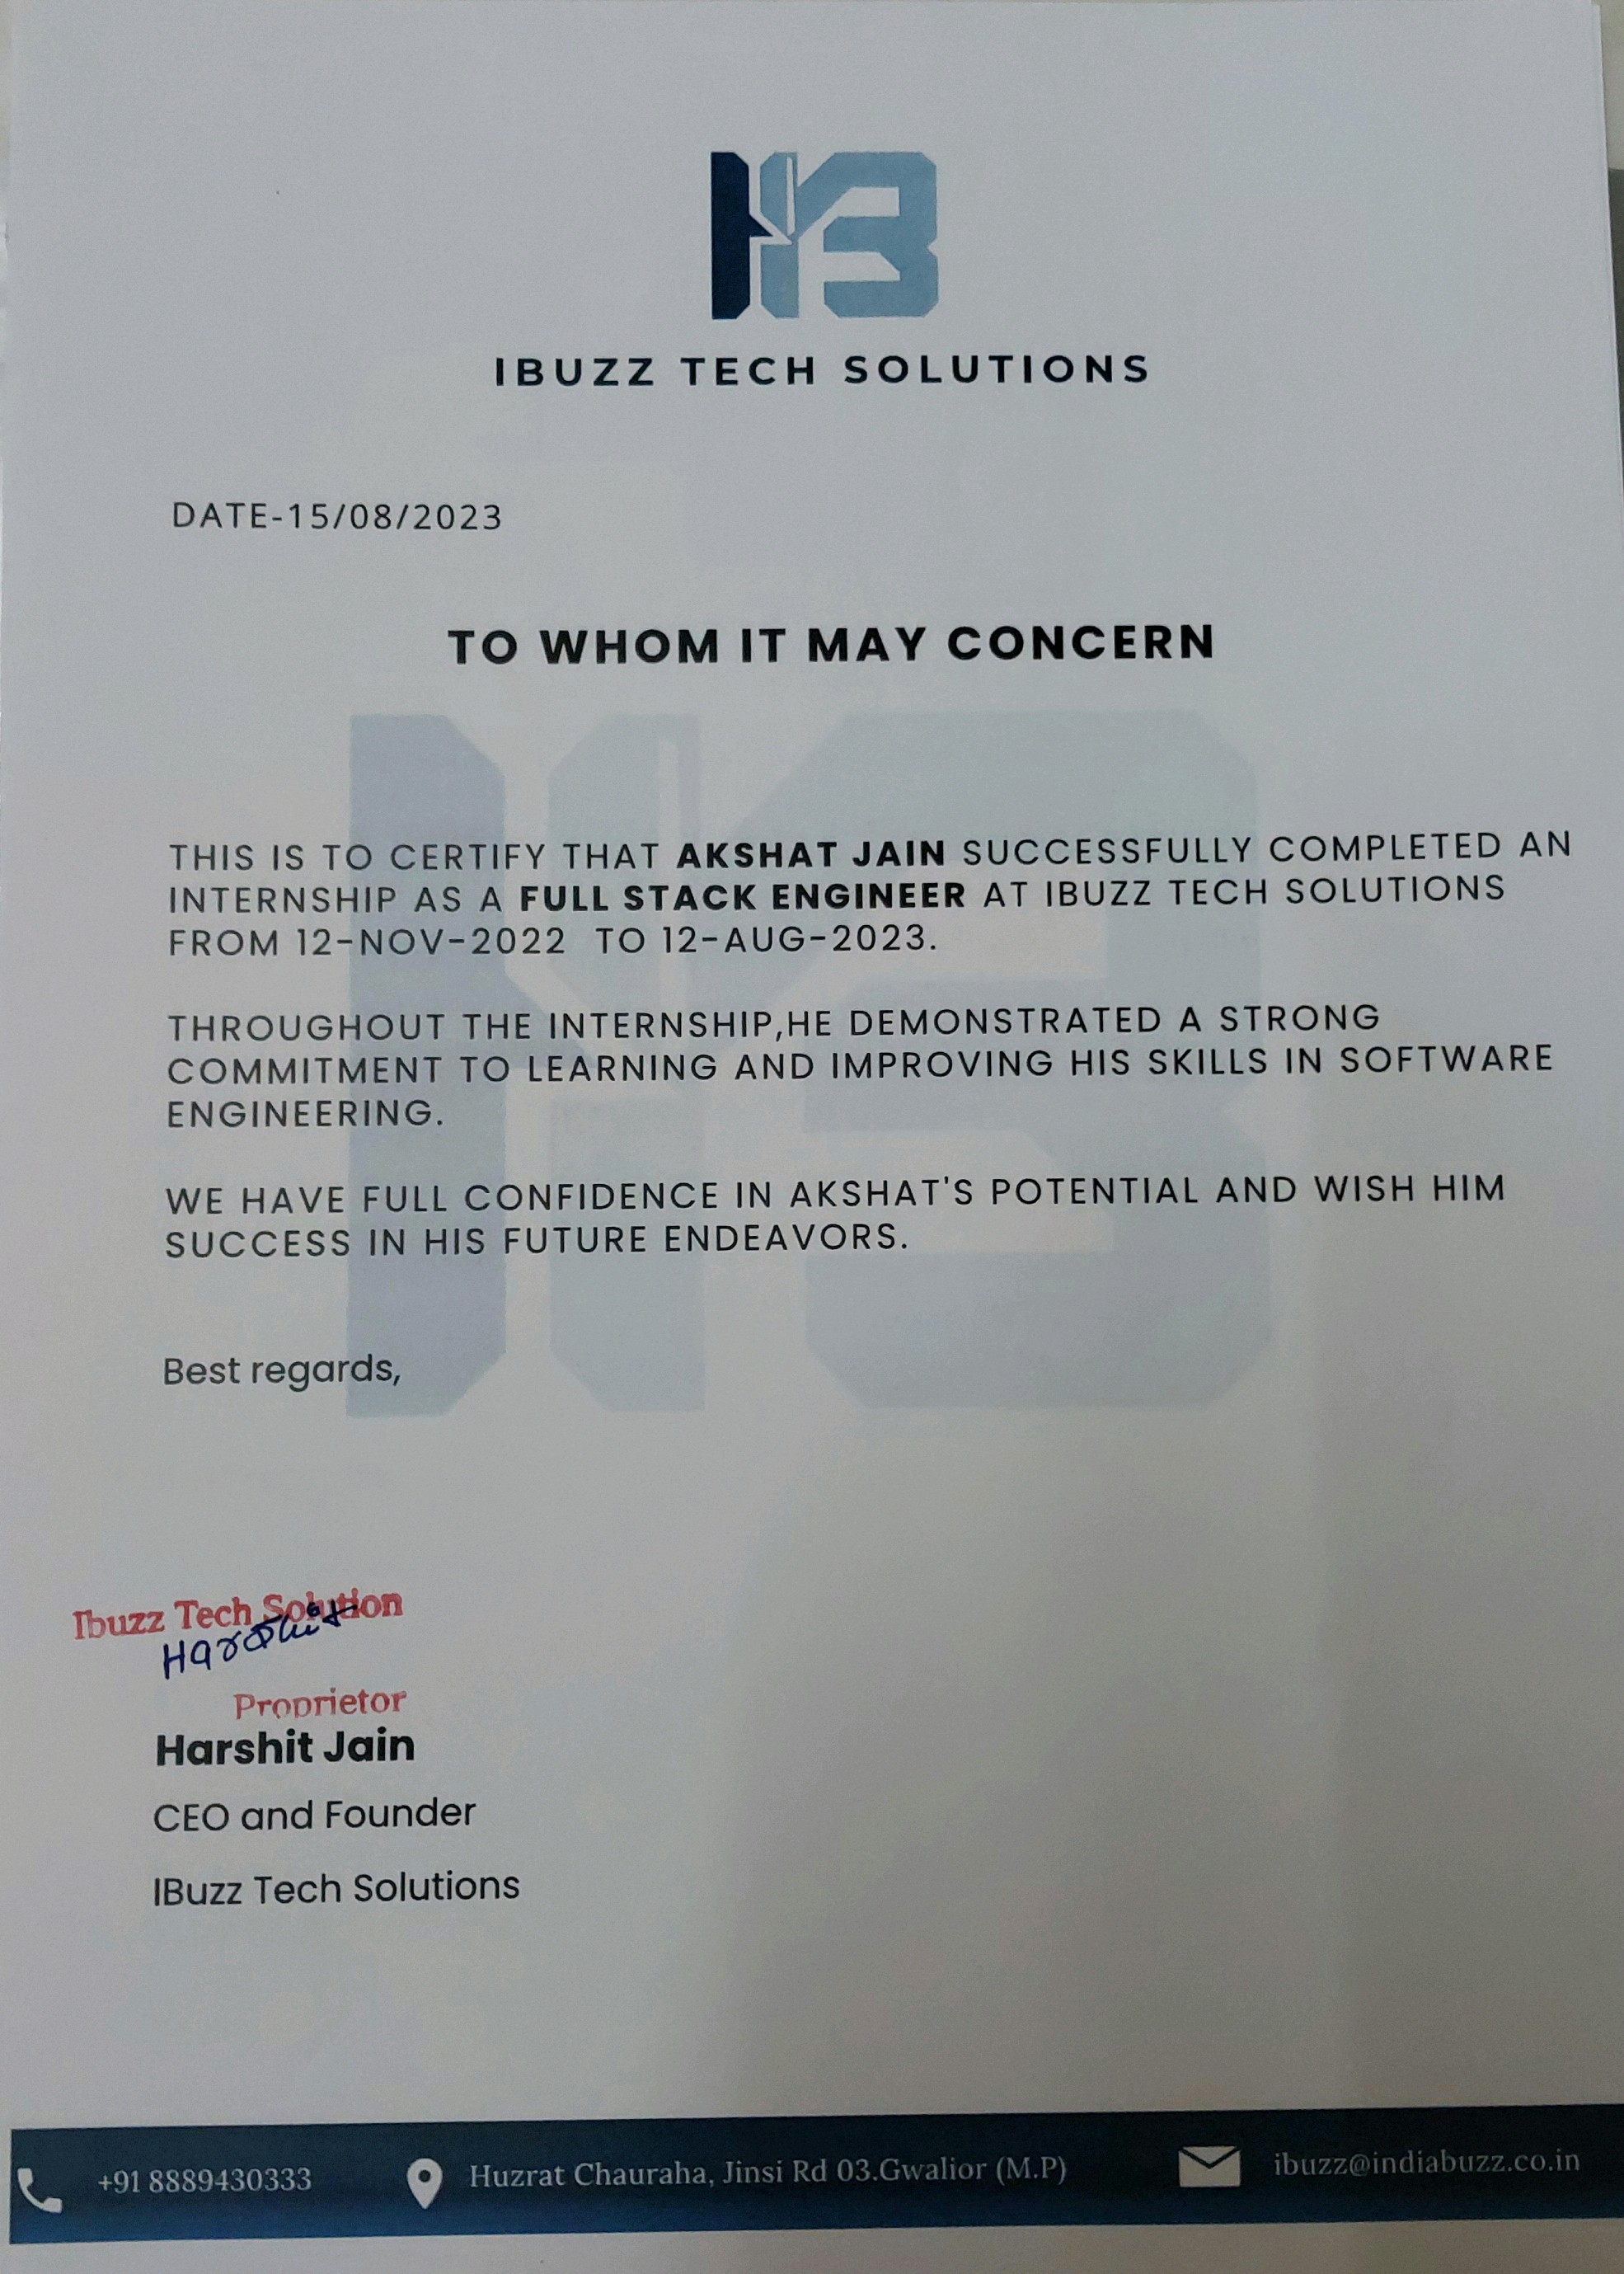 IBUZZ TECH SOLUTIONS
DATE-15/08/2023
TO WHOM IT MAY CONCERN
THIS IS TO CERTIFY THAT AKSHAT JAIN SUCCESSFULLY COMPLETED AN
INTERNSHIP AS A FULL STACK ENGINEER AT IBUZZ TECH SOLUTIONS
FROM 12-NOV-2022 TO 12-AUG-2023.
THROUGHOUT THE INTERNSHIP,HE DEMONSTRATED A STRONG
COMMITMENT TO LEARNING AND IMPROVING HIS SKILLS IN SOFTWARE
ENGINEERING.
WE HAVE FULL CONFIDENCE IN AKSHAT'S POTENTIAL AND WISH HIM
SUCCESS IN HIS FUTURE ENDEAVORS.
Best regards,
Ibuzz Tech Solution
Harshit
Proprietor
Harshit Jain
CEO and Founder
IBuzz Tech Solutions
+91 8889430333 Huzrat Chauraha, Jinsi Rd 03.Gwalior (M.P) ibuzz@indiabuzz.co.in